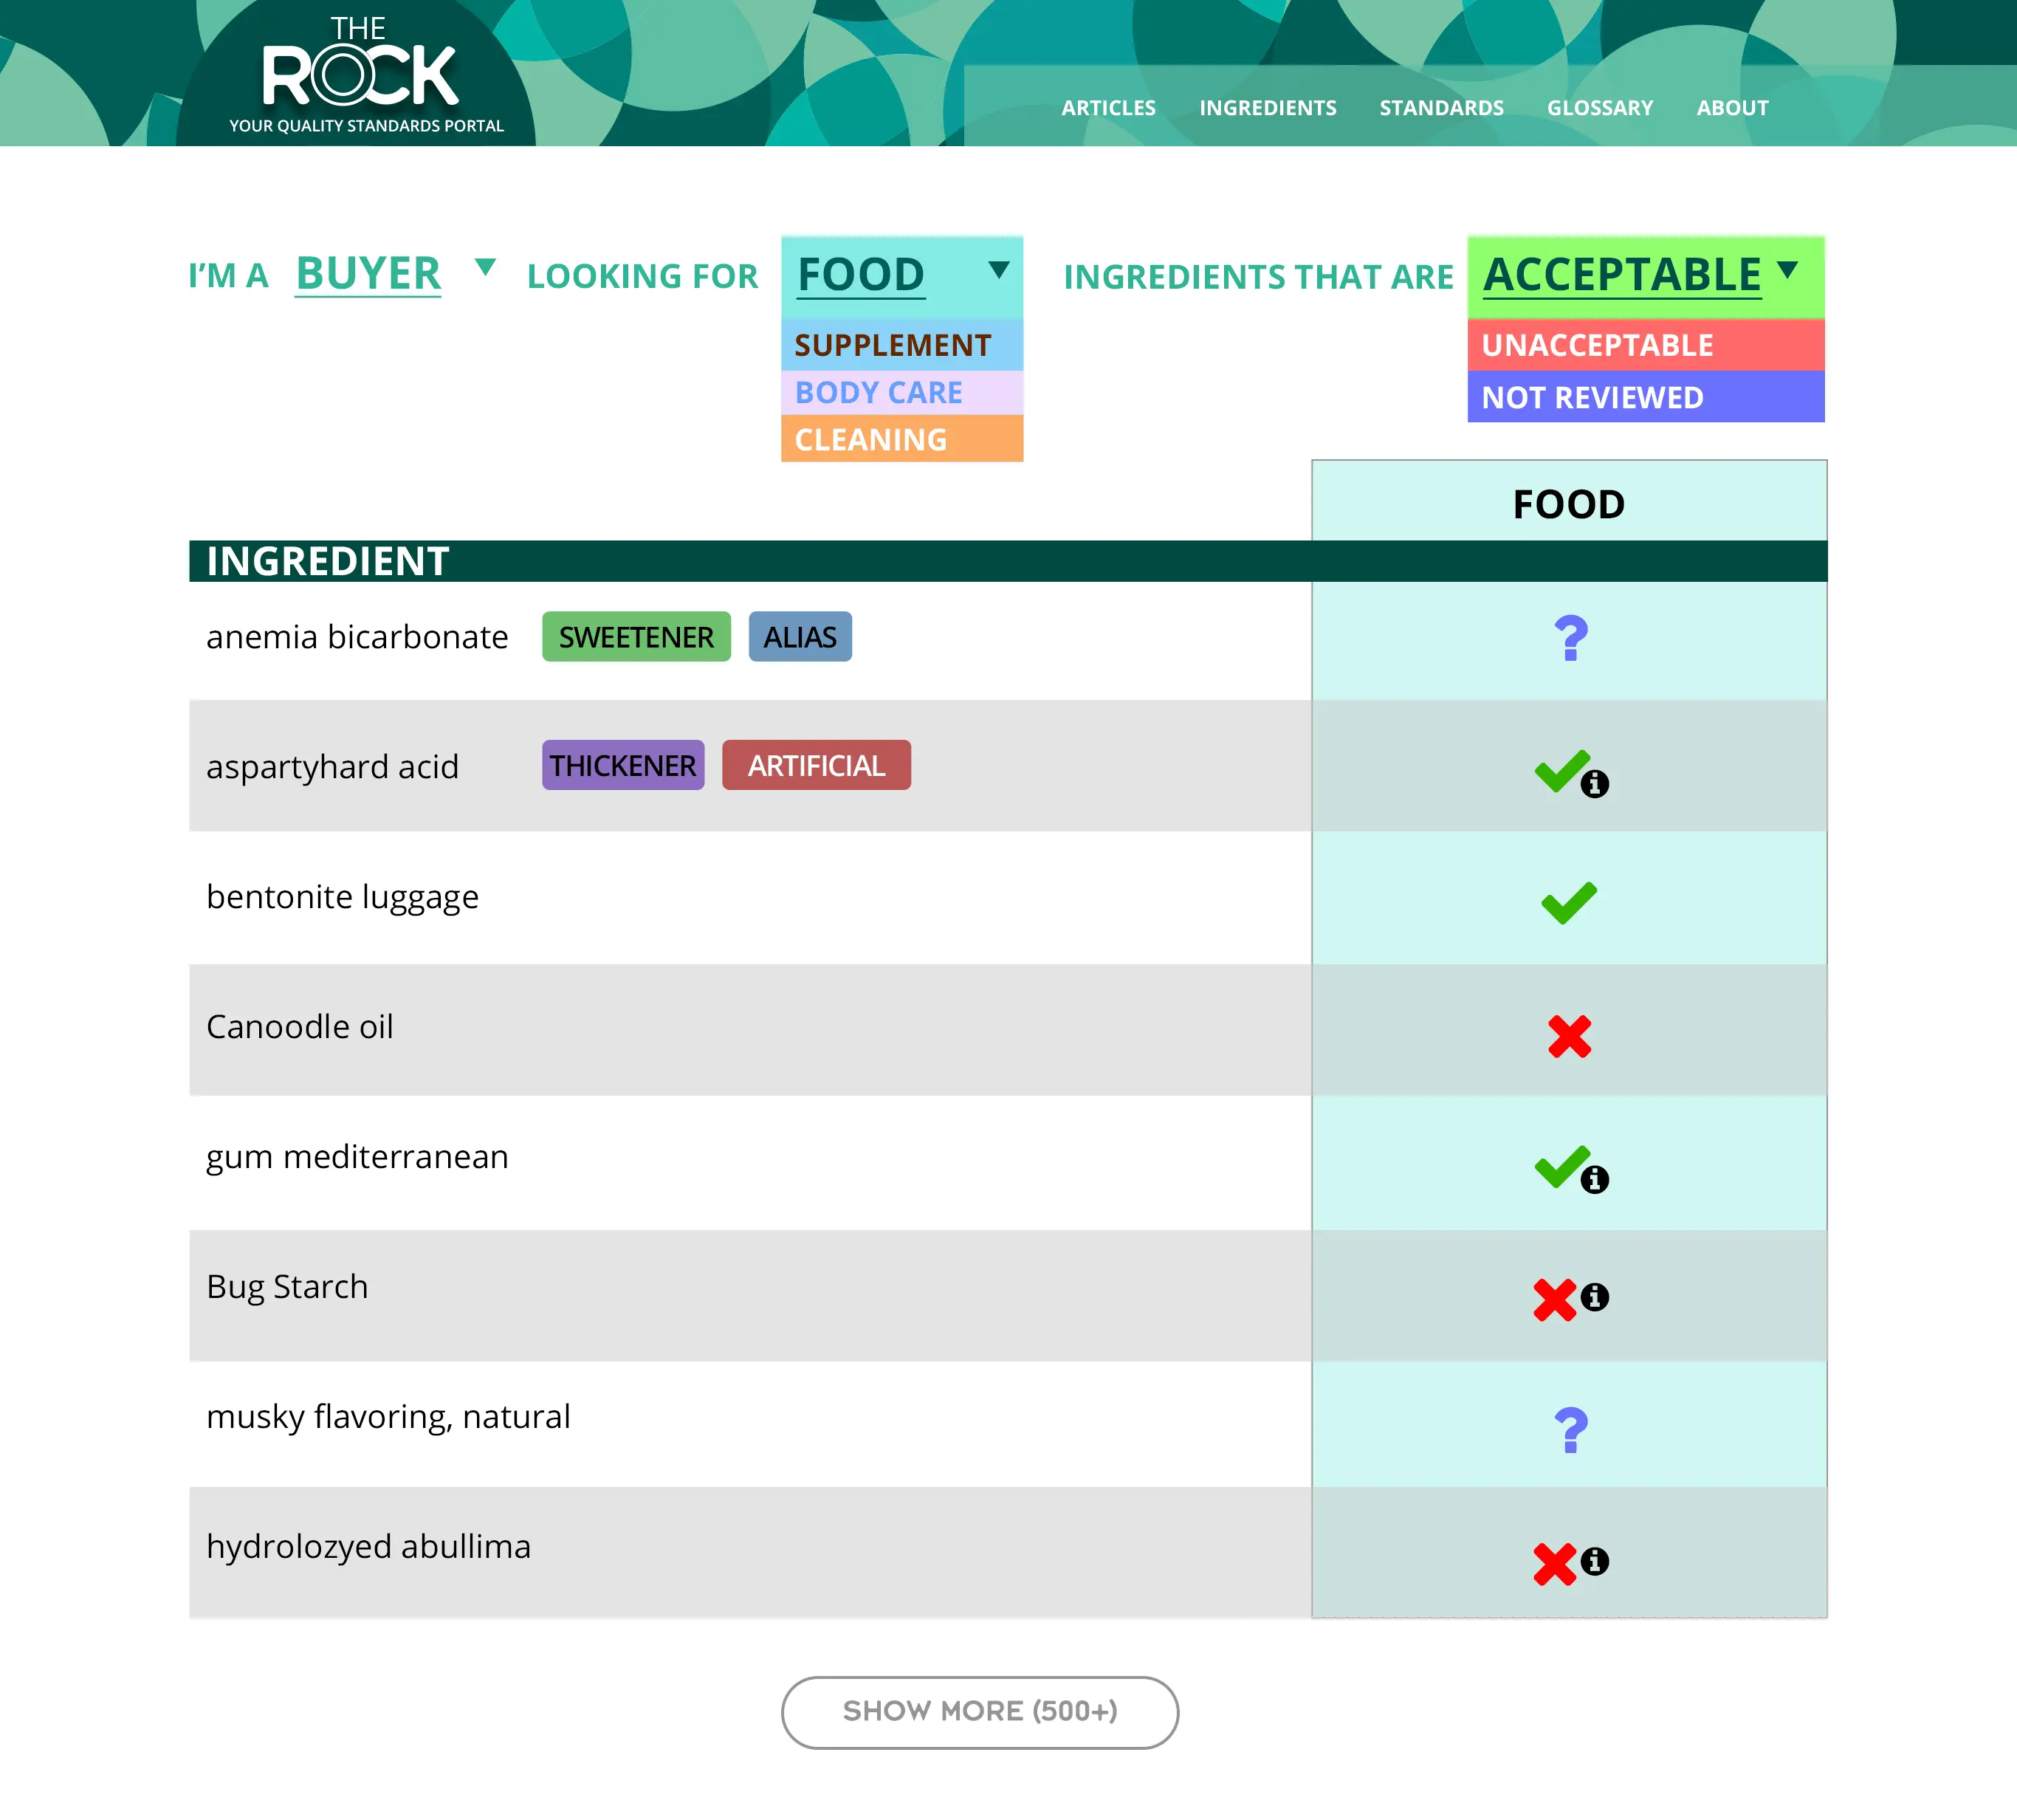 THE
ROCK
YOUR QUALITY STANDARDS PORTAL
ARTICLES INGREDIENTS STANDARDS GLOSSARY ABOUT
I'M A BUYER LOOKING FOR FOOD INGREDIENTS THAT ARE ACCEPTABLE
SUPPLEMENT
BODY CARE
CLEANING
UNACCEPTABLE
NOT REVIEWED
FOOD
INGREDIENT
anemia bicarbonate SWEETENER ALIAS ?
aspartyhard acid THICKENER ARTIFICIAL
bentonite luggage
Canoodle oil
gum mediterranean
Bug Starch
musky flavoring, natural ?
hydrolozyed abullima
SHOW MORE (500+)